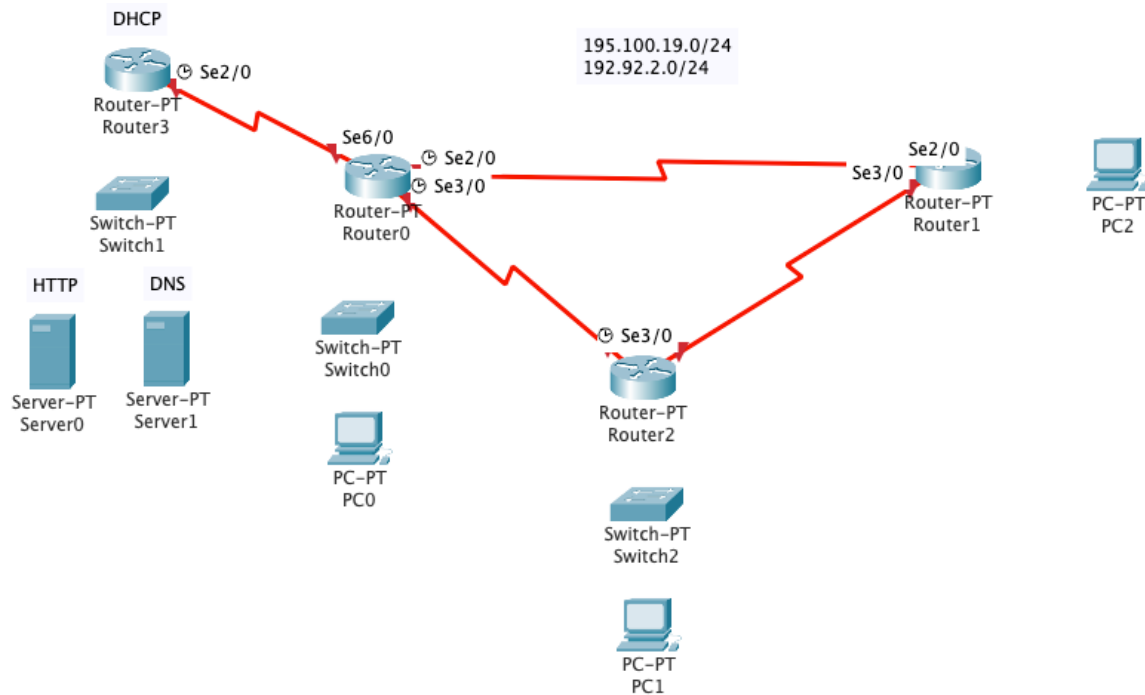 DHCP
195.100.19.0/24
192.92.2.0/24
Se2/0
Router-PT
Router3
Se6/0
Se2/0
Se3/0
Router-PT
Router0
Se2/0
Se3/0
Router-PT
Router1
PC-PT
PC2
Switch-PT
Switch1
HTTP
DNS
Server-PT
Server0
Server-PT
Server1
Switch-PT
Switch0
Se3/0
Router-PT
Router2
PC-PT
PC0
Switch-PT
Switch2
PC-PT
PC1